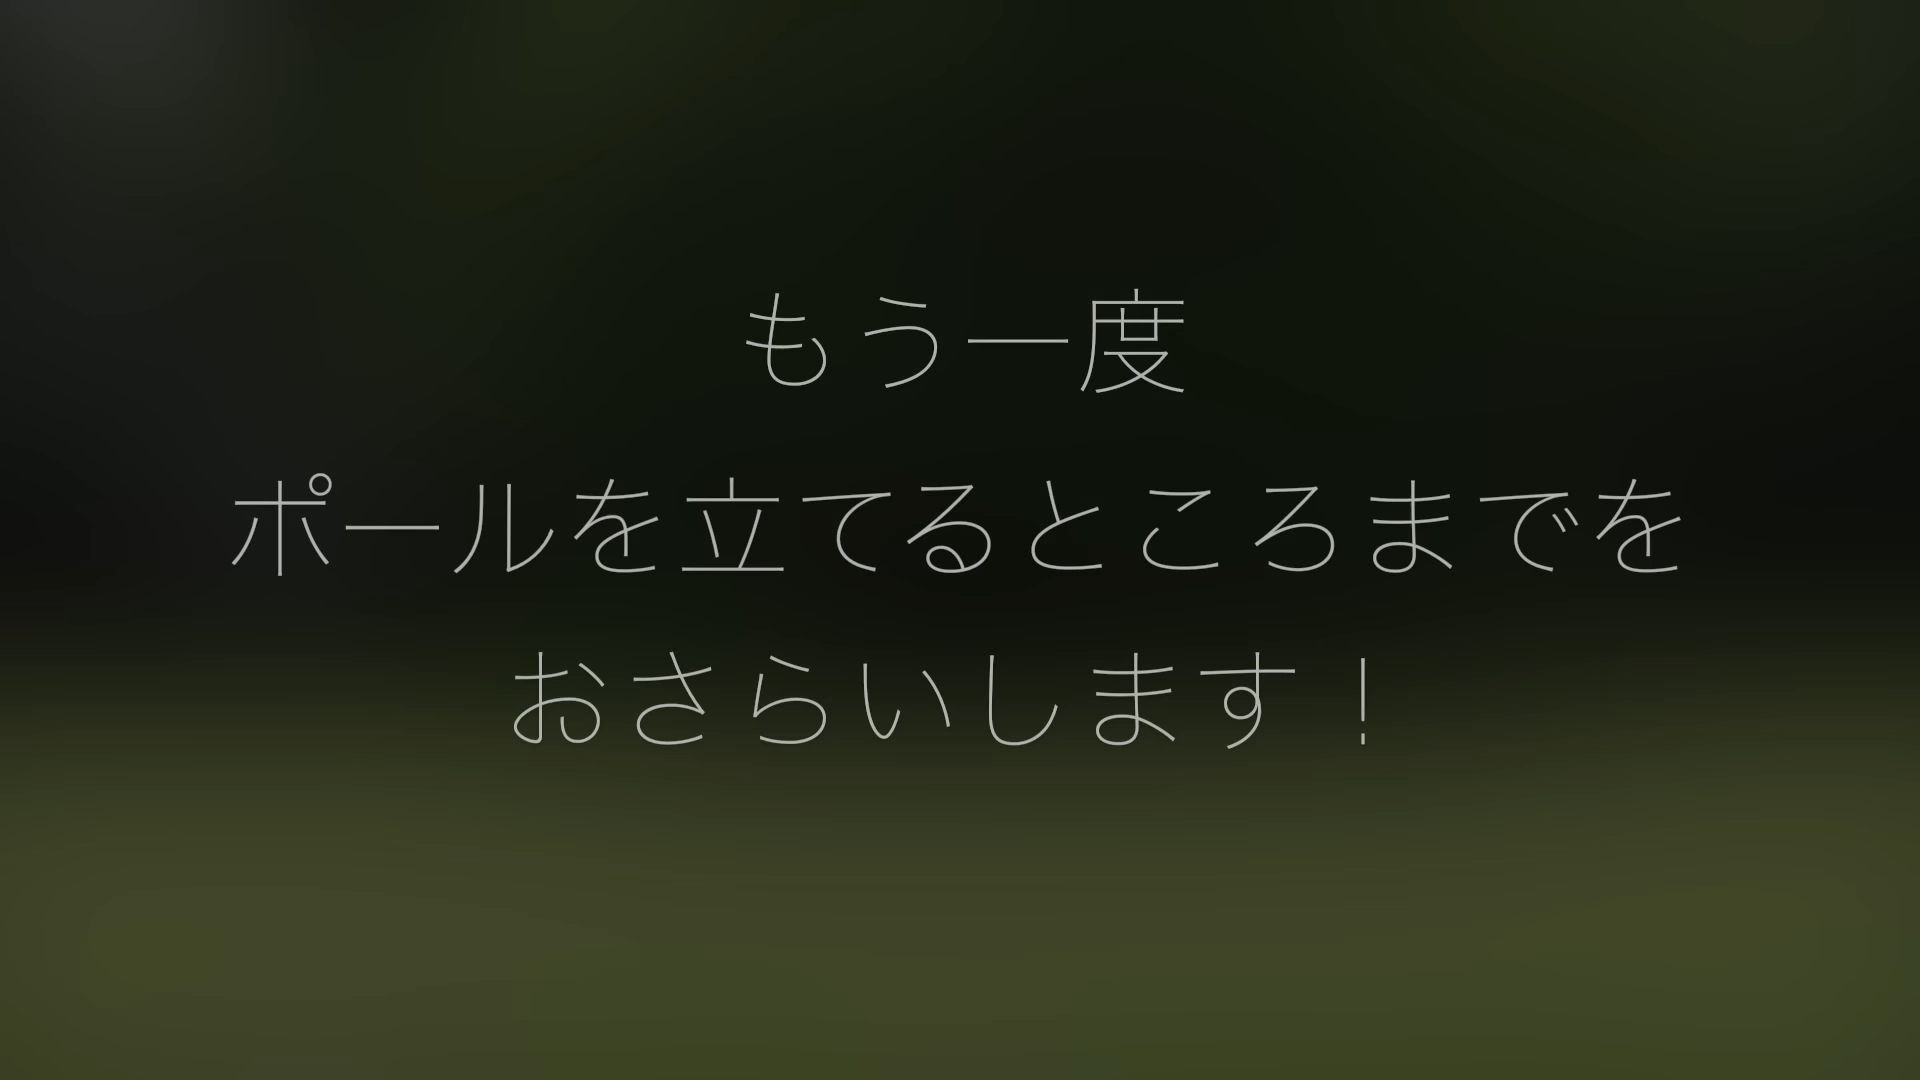 もう一度
ポールを立てるところまでを
おさらいします！